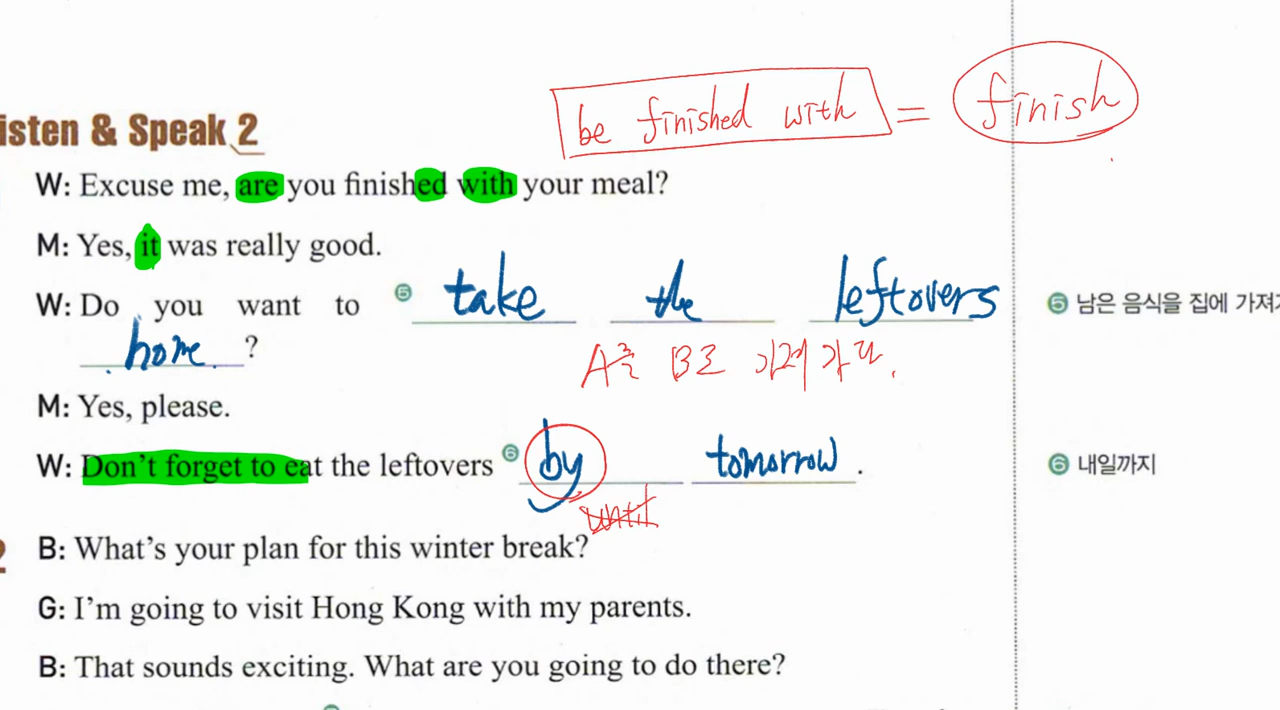 be finished with = finish
isten & Speak 2
W: Excuse me, are you finished with your meal?
M: Yes, it was really good.
W: Do you want to ⑤ take the leftovers
⑤ 남은 음식을 집에 가져가
home ?
A를 B로 가져가다.
M: Yes, please.
W: Don't forget to eat the leftovers ⑥ by tomorrow.
⑥ 내일까지
until
B: What's your plan for this winter break?
G: I'm going to visit Hong Kong with my parents.
B: That sounds exciting. What are you going to do there?